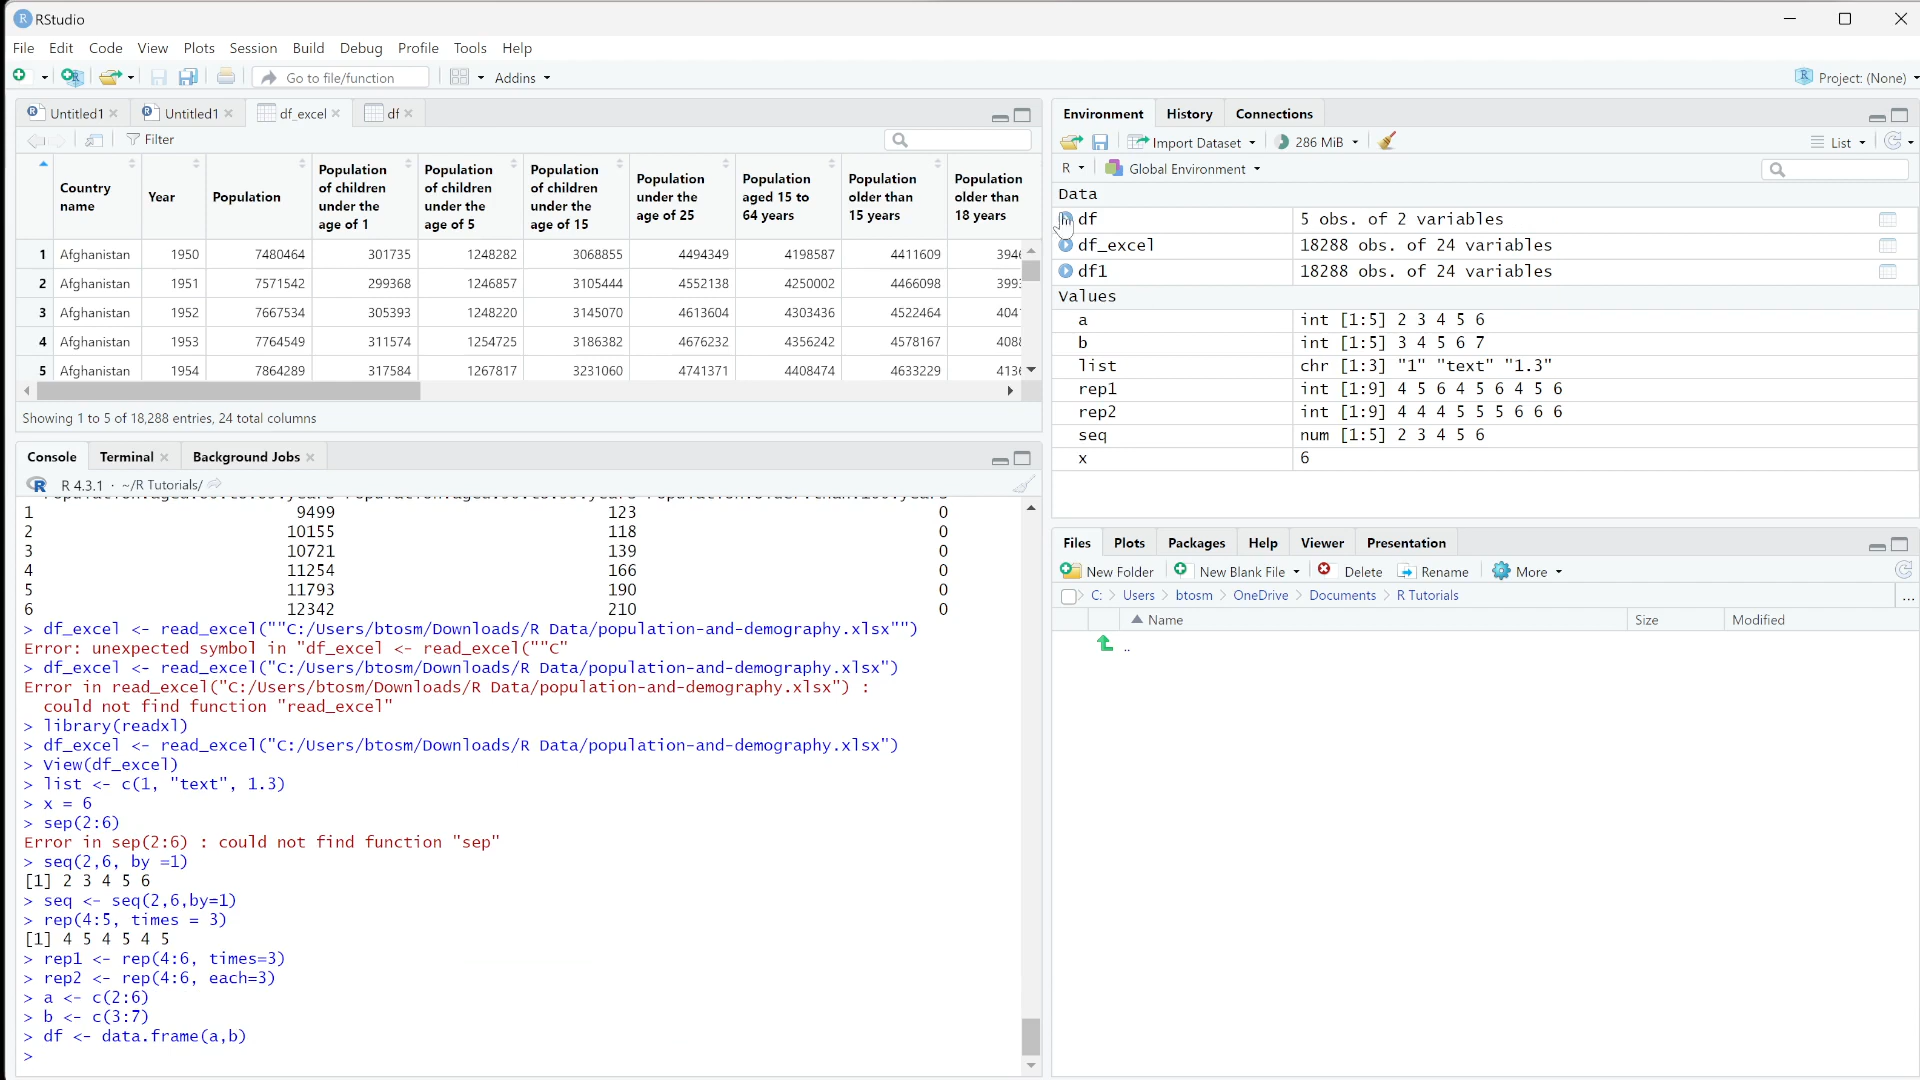 RStudio
File Edit Code View Plots Session Build Debug Profile Tools Help
Go to file/function Addins Project: (None)
Untitled1 Untitled1 df_excel df
Filter
Country name Year Population Population of children under the age of 1 Population of children under the age of 5 Population of children under the age of 15 Population under the age of 25 Population aged 15 to 64 years Population older than 15 years Population older than 18 years
1 Afghanistan 1950 7480464 301735 1248282 3068855 4494349 4198587 4411609 394
2 Afghanistan 1951 7571542 299368 1246857 3105444 4552138 4250002 4466098 399
3 Afghanistan 1952 7667534 305393 1248220 3145070 4613604 4303436 4522464 404
4 Afghanistan 1953 7764549 311574 1254725 3186382 4676232 4356242 4578167 408
5 Afghanistan 1954 7864289 317584 1267817 3231060 4741371 4408474 4633229 413
Showing 1 to 5 of 18,288 entries, 24 total columns
Console Terminal Background Jobs
R 4.3.1 · ~/R Tutorials/
1 9499 123 0
2 10155 118 0
3 10721 139 0
4 11254 166 0
5 11793 190 0
6 12342 210 0
> df_excel <- read_excel(""C:/Users/btosm/Downloads/R Data/population-and-demography.xlsx"")
Error: unexpected symbol in "df_excel <- read_excel(""C"
> df_excel <- read_excel("C:/Users/btosm/Downloads/R Data/population-and-demography.xlsx")
Error in read_excel("C:/Users/btosm/Downloads/R Data/population-and-demography.xlsx") :
could not find function "read_excel"
> library(readxl)
> df_excel <- read_excel("C:/Users/btosm/Downloads/R Data/population-and-demography.xlsx")
> View(df_excel)
> list <- c(1, "text", 1.3)
> x = 6
> sep(2:6)
Error in sep(2:6) : could not find function "sep"
> seq(2,6, by =1)
[1] 2 3 4 5 6
> seq <- seq(2,6,by=1)
> rep(4:5, times = 3)
[1] 4 5 4 5 4 5
> rep1 <- rep(4:6, times=3)
> rep2 <- rep(4:6, each=3)
> a <- c(2:6)
> b <- c(3:7)
> df <- data.frame(a,b)
>
Environment History Connections
Import Dataset 286 MiB List
R Global Environment
Data
df 5 obs. of 2 variables
df_excel 18288 obs. of 24 variables
df1 18288 obs. of 24 variables
Values
a int [1:5] 2 3 4 5 6
b int [1:5] 3 4 5 6 7
list chr [1:3] "1" "text" "1.3"
rep1 int [1:9] 4 5 6 4 5 6 4 5 6
rep2 int [1:9] 4 4 4 5 5 5 6 6 6
seq num [1:5] 2 3 4 5 6
x 6
Files Plots Packages Help Viewer Presentation
New Folder New Blank File Delete Rename More
C: > Users > btosm > OneDrive > Documents > R Tutorials ...
Name Size Modified
..